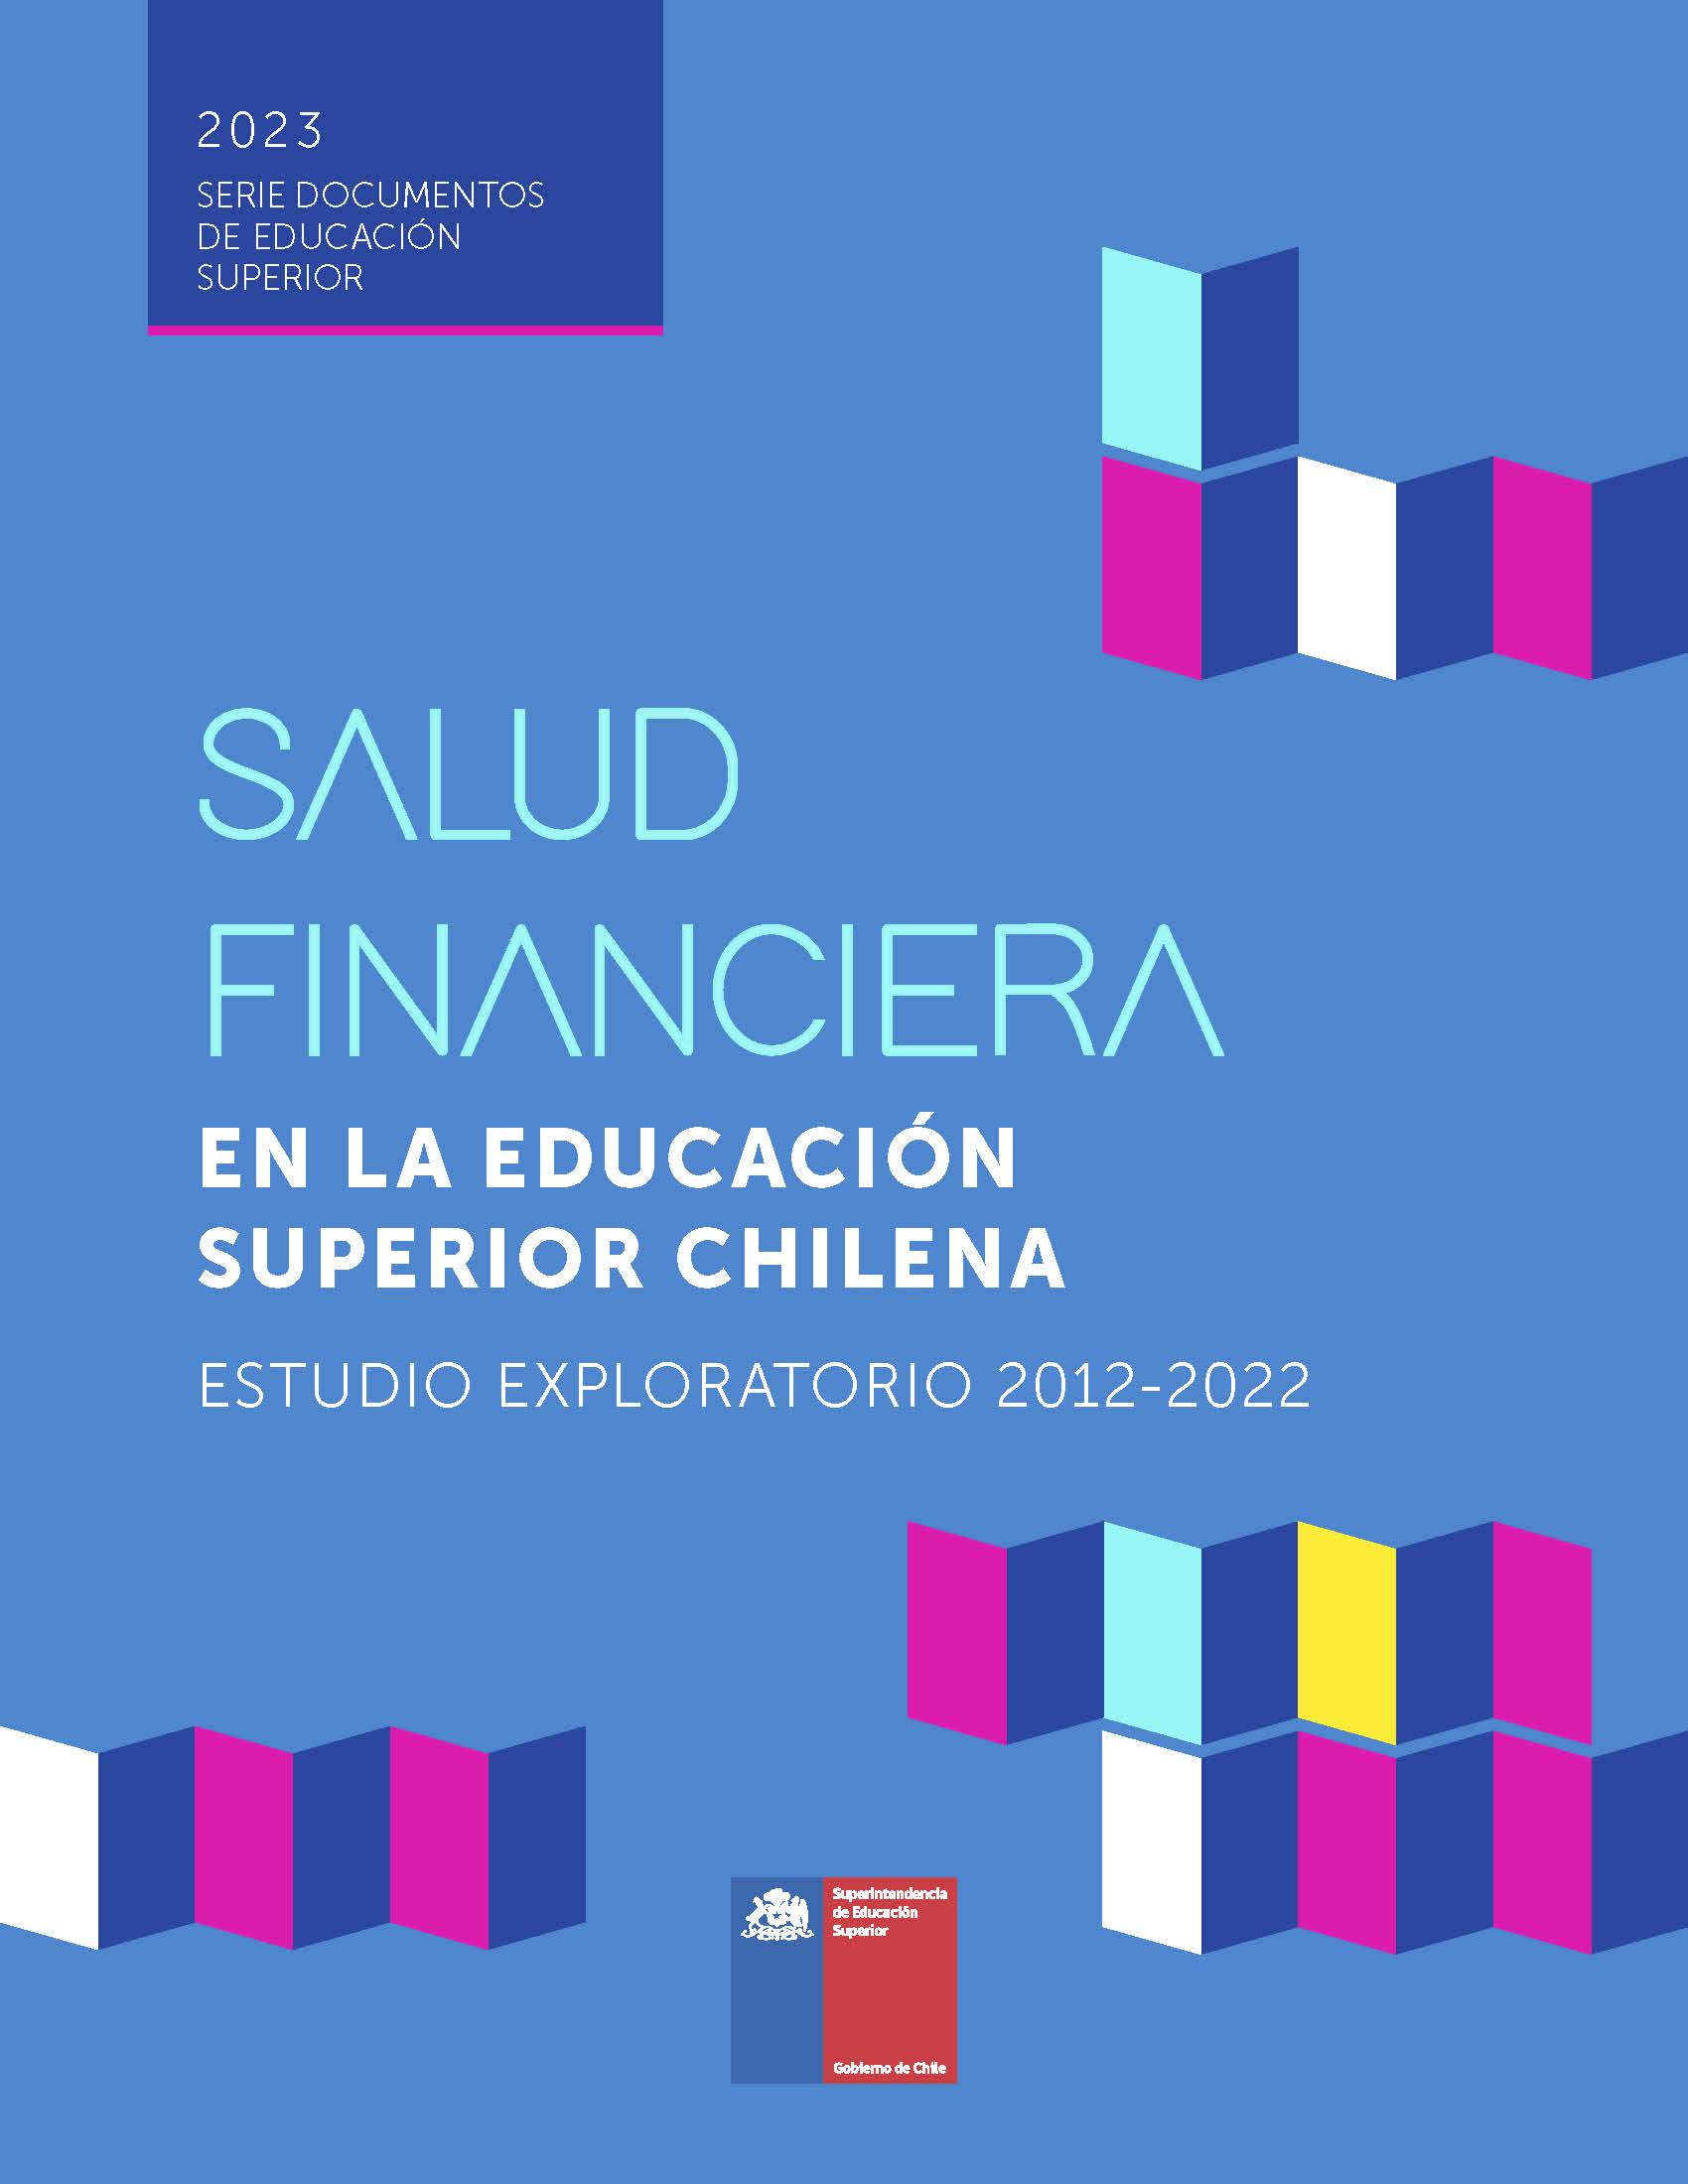 2023
SERIE DOCUMENTOS
DE EDUCACIÓN
SUPERIOR
SALUD
FINANCIERA
EN LA EDUCACIÓN
SUPERIOR CHILENA
ESTUDIO EXPLORATORIO 2012-2022
Superintendencia
de Educación
Superior
Gobierno de Chile